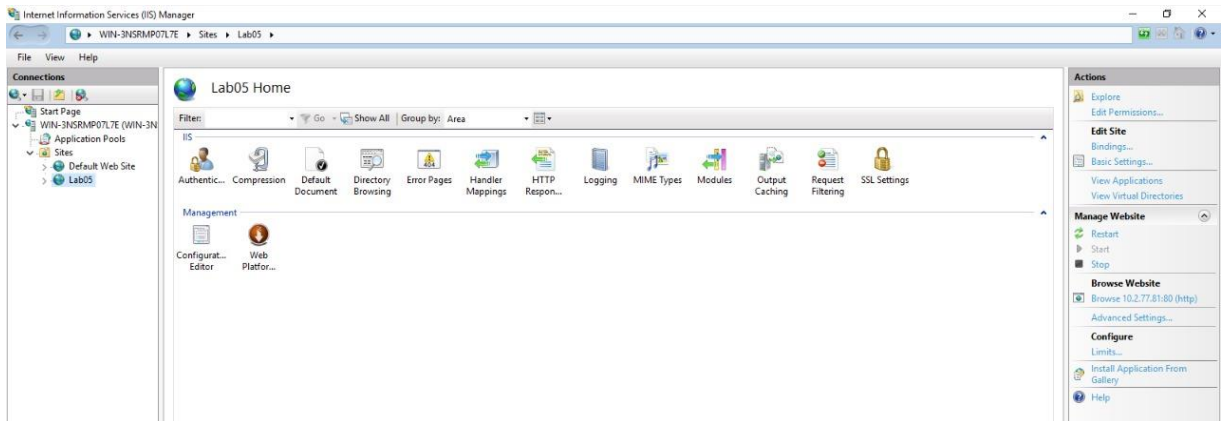 Internet Information Services (IIS) Manager
WIN-3NSRMP07L7E Sites Lab05
File View Help
Connections
Start Page
WIN-3NSRMP07L7E (WIN-3N
Application Pools
Sites
Default Web Site
Lab05
Lab05 Home
Filter: Go Show All Group by: Area
IIS
Authentic... Compression Default Document Directory Browsing Error Pages Handler Mappings HTTP Respon... Logging MIME Types Modules Output Caching Request Filtering SSL Settings
Management
Configurat... Editor Web Platfor...
Actions
Explore
Edit Permissions...
Edit Site
Bindings...
Basic Settings...
View Applications
View Virtual Directories
Manage Website
Restart
Start
Stop
Browse Website
Browse 10.2.77.81:80 (http)
Advanced Settings...
Configure
Limits...
Install Application From
Gallery
Help